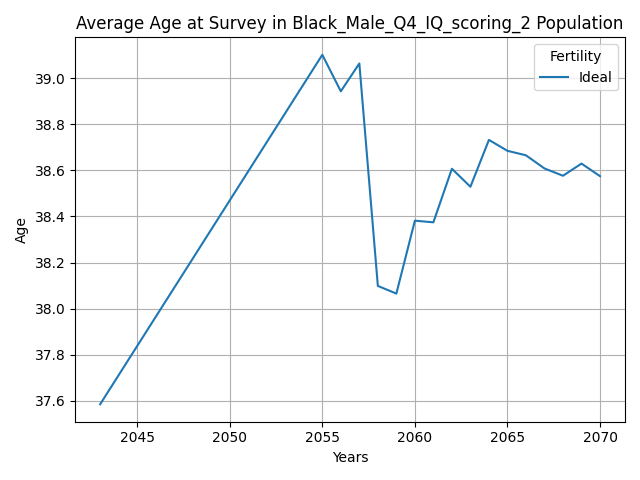 Average Age at Survey in Black_Male_Q4_IQ_scoring_2 Population
Fertility
Ideal
39.0
38.8
38.6
38.4
38.2
38.0
37.8
37.6
Age
2045 2050 2055 2060 2065 2070
Years